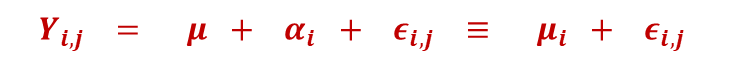 Y_{i,j} = μ + α_i + ϵ_{i,j} ≡ μ_i + ϵ_{i,j}